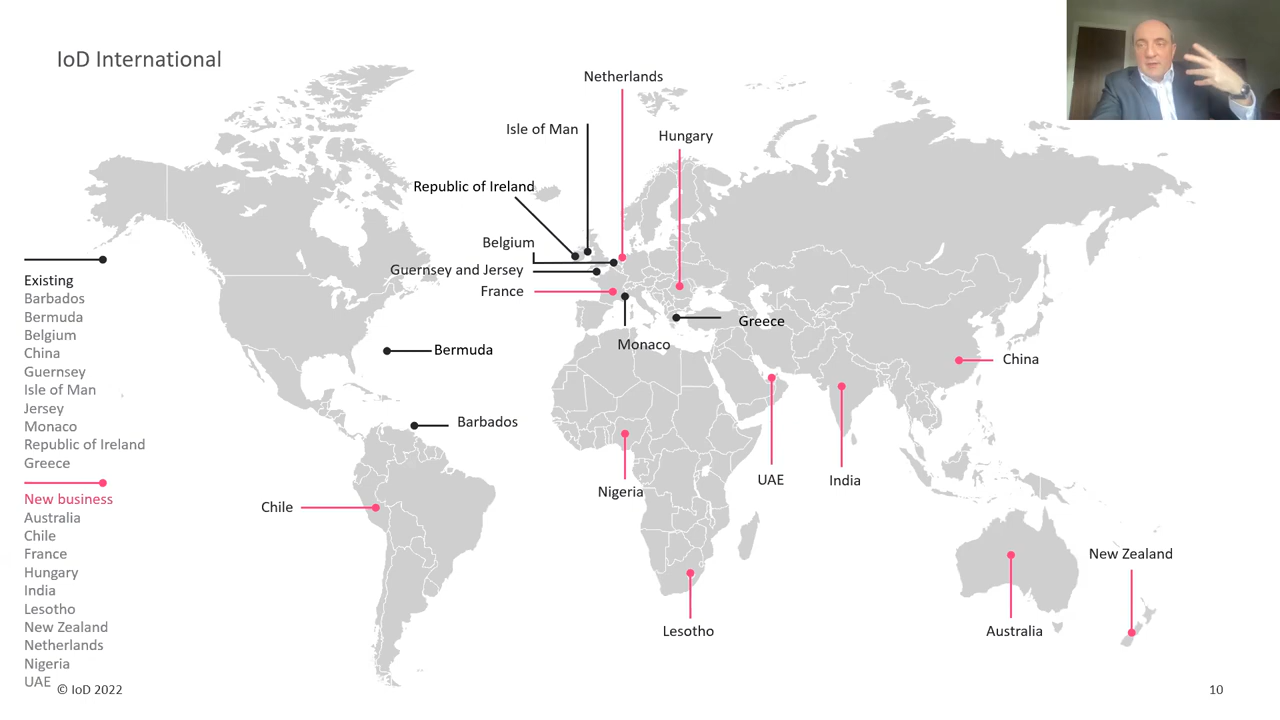 IoD International
Netherlands
Isle of Man
Hungary
Republic of Ireland
Belgium
Guernsey and Jersey
France
Greece
Monaco
Bermuda
China
Barbados
UAE
India
Nigeria
Chile
New Zealand
Lesotho
Australia
Existing
Barbados
Bermuda
Belgium
China
Guernsey
Isle of Man
Jersey
Monaco
Republic of Ireland
Greece
New business
Australia
Chile
France
Hungary
India
Lesotho
New Zealand
Netherlands
Nigeria
UAE
© IoD 2022
10